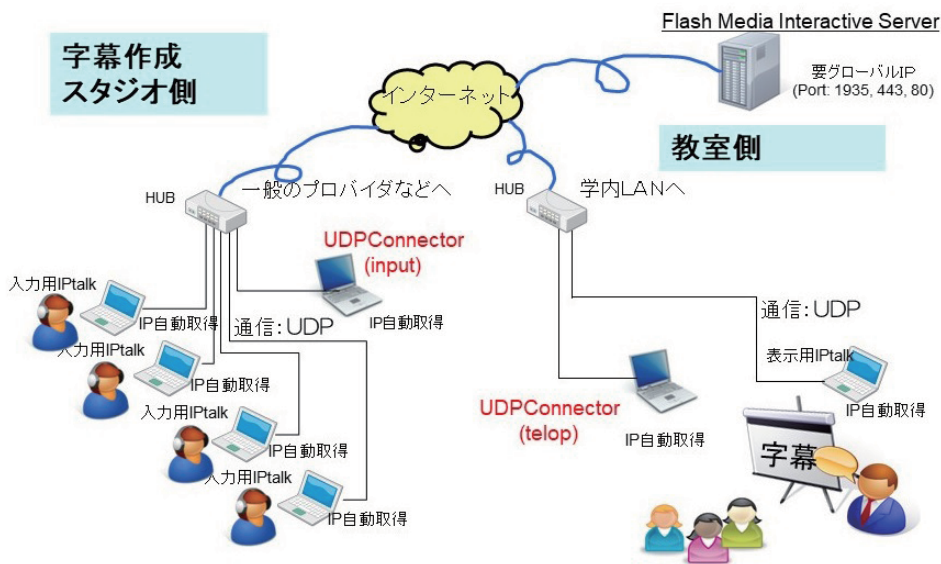 Flash Media Interactive Server
要グローバルIP
(Port: 1935, 443, 80)
字幕作成
スタジオ側
インターネット
教室側
HUB
一般のプロバイダなどへ
HUB
学内LANへ
UDPConnector
(input)
IP自動取得
入力用IPtalk
IP自動取得
通信:UDP
入力用IPtalk
IP自動取得
入力用IPtalk
IP自動取得
入力用IPtalk
IP自動取得
通信:UDP
表示用IPtalk
IP自動取得
UDPConnector
(telop)
IP自動取得
字幕